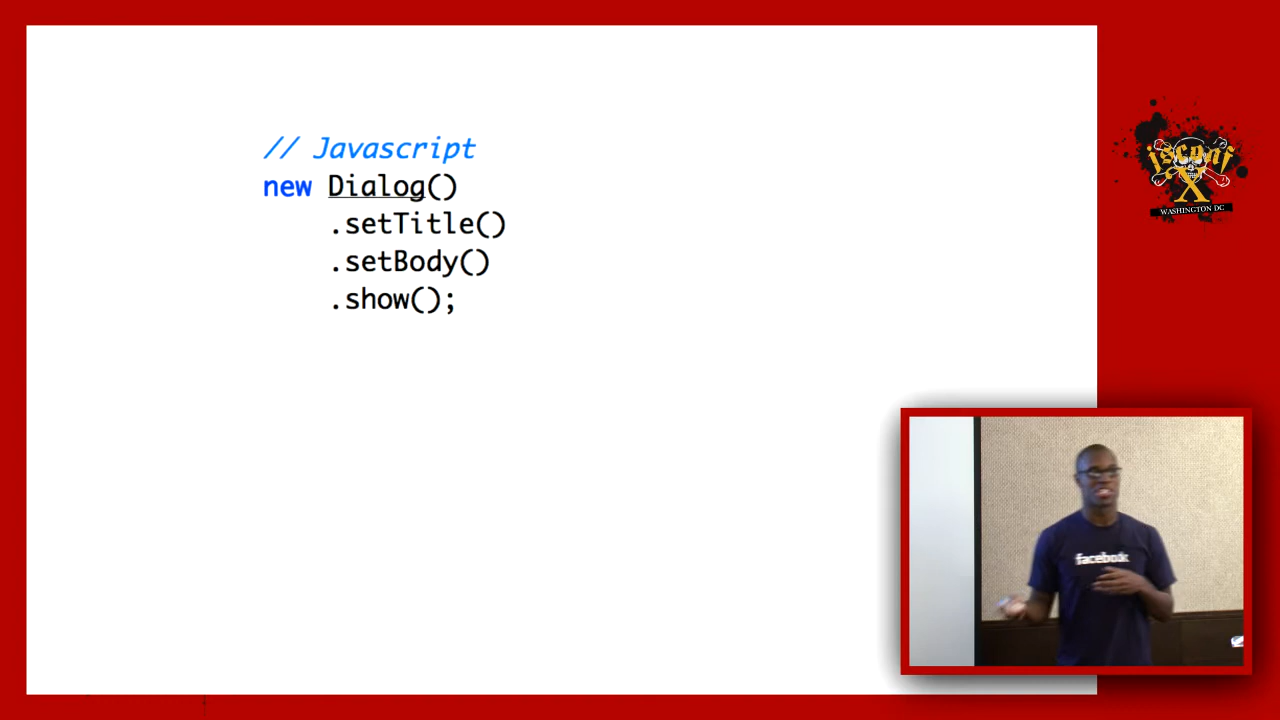 // Javascript
new Dialog()
.setTitle()
.setBody()
.show();
jsconf
X
WASHINGTON DC
facebook